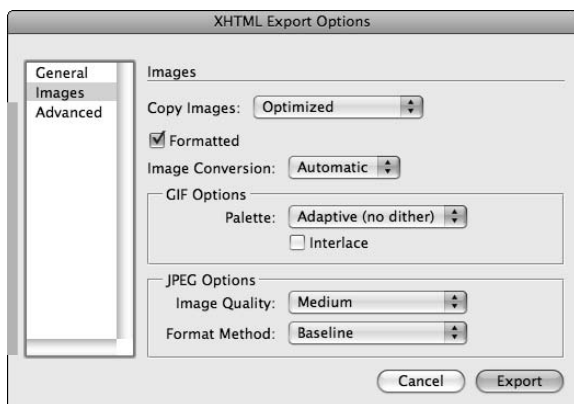 XHTML Export Options
General
Images
Advanced
Images
Copy Images: Optimized
Formatted
Image Conversion: Automatic
GIF Options
Palette: Adaptive (no dither)
Interlace
JPEG Options
Image Quality: Medium
Format Method: Baseline
Cancel Export